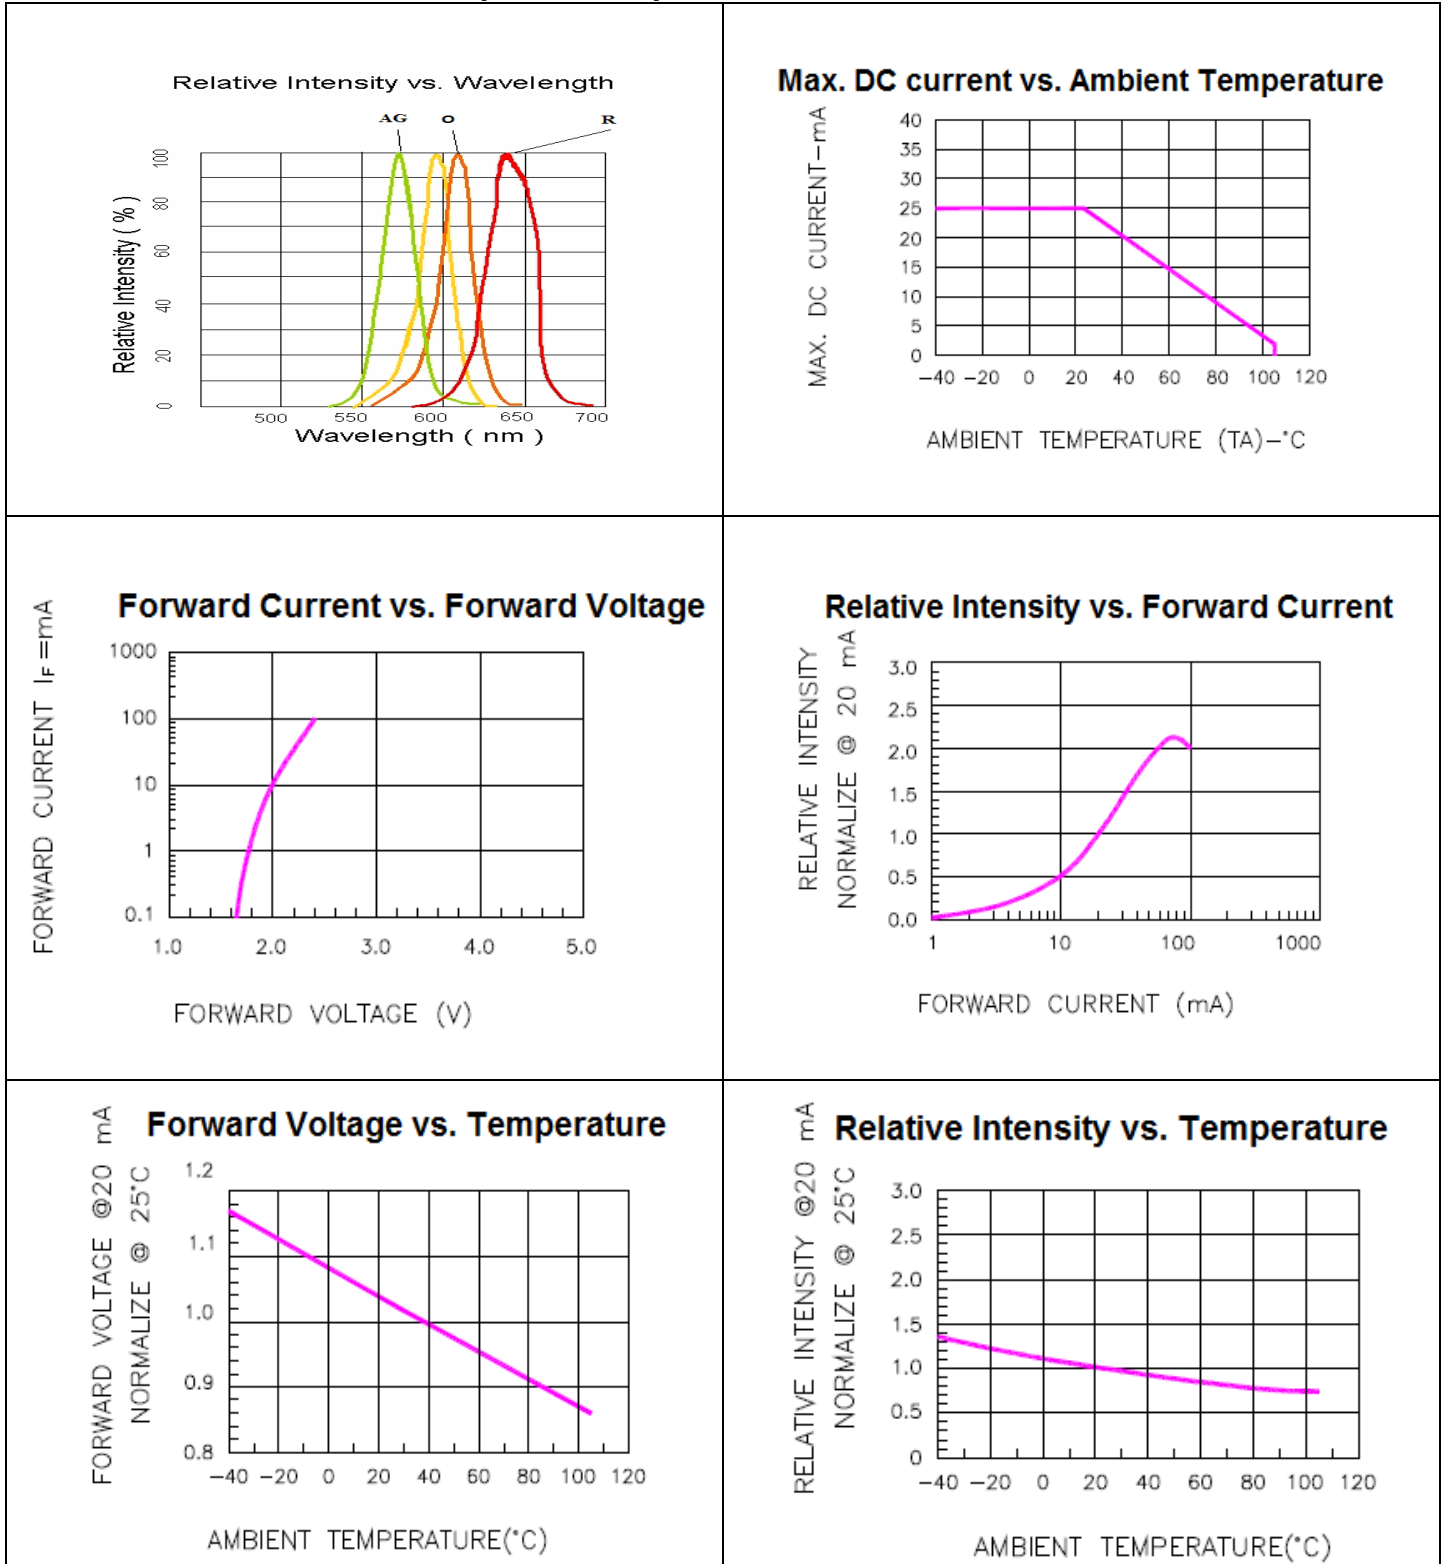 Relative Intensity vs. Wavelength
AG O R
Relative Intensity ( % )
100
80
60
40
20
0
500 550 600 650 700
Wavelength ( nm )
Max. DC current vs. Ambient Temperature
MAX. DC CURRENT-mA
40
35
30
25
20
15
10
5
0
-40 -20 0 20 40 60 80 100 120
AMBIENT TEMPERATURE (TA)-°C
Forward Current vs. Forward Voltage
FORWARD CURRENT IF=mA
1000
100
10
1
0.1
1.0 2.0 3.0 4.0 5.0
FORWARD VOLTAGE (V)
Relative Intensity vs. Forward Current
RELATIVE INTENSITY
NORMALIZE @ 20 mA
3.0
2.5
2.0
1.5
1.0
0.5
0.0
1 10 100 1000
FORWARD CURRENT (mA)
Forward Voltage vs. Temperature
FORWARD VOLTAGE @20 mA
NORMALIZE @ 25°C
1.2
1.1
1.0
0.9
0.8
-40 -20 0 20 40 60 80 100 120
AMBIENT TEMPERATURE(°C)
Relative Intensity vs. Temperature
RELATIVE INTENSITY @20 mA
NORMALIZE @ 25°C
3.0
2.5
2.0
1.5
1.0
0.5
0
-40 -20 0 20 40 60 80 100 120
AMBIENT TEMPERATURE(°C)